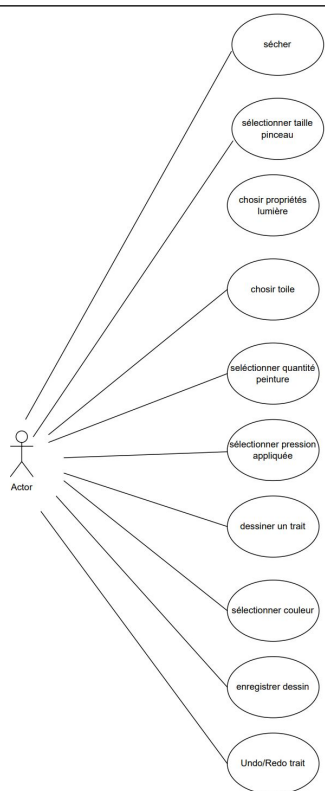 sécher
sélectionner taille
pinceau
chosir propriétés
lumière
chosir toile
seléctionner quantité
peinture
sélectionner pression
appliquée
Actor
dessiner un trait
sélectionner couleur
enregistrer dessin
Undo/Redo trait